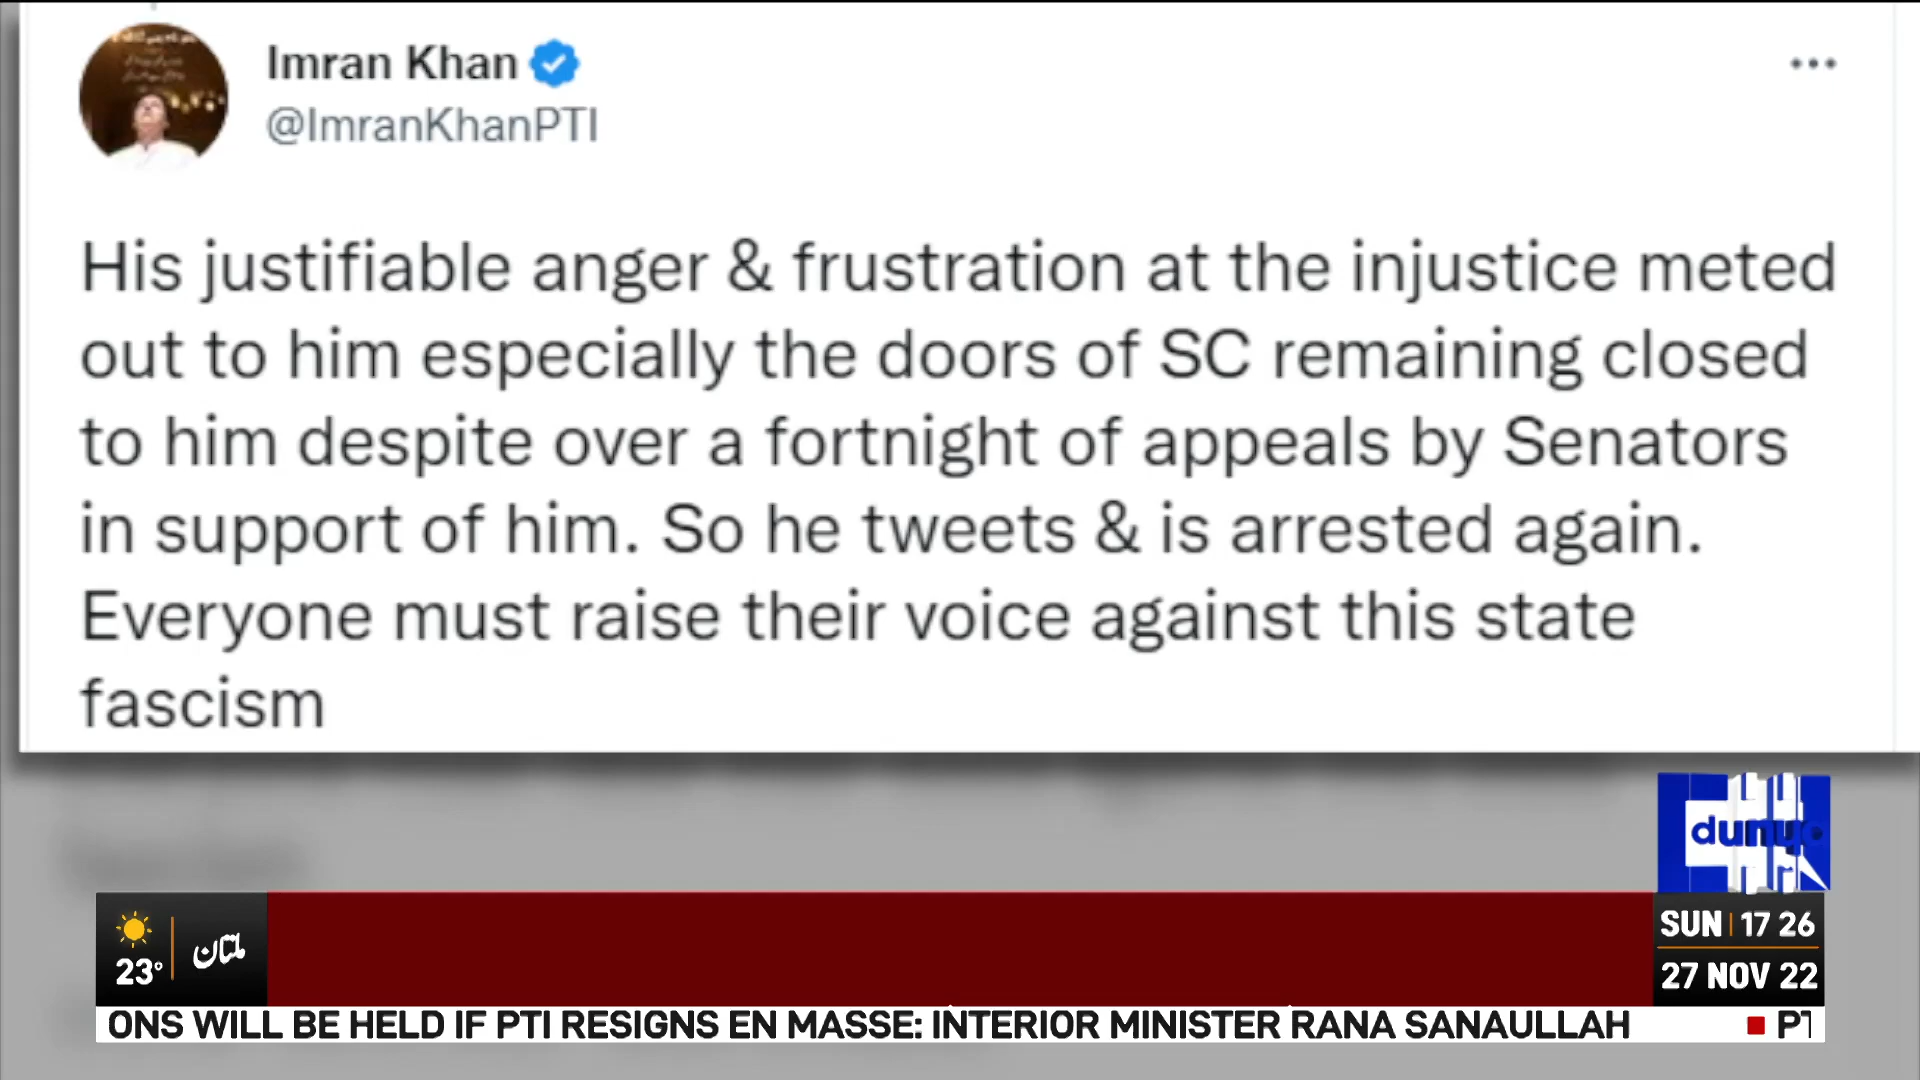 Imran Khan
@ImranKhanPTI
His justifiable anger & frustration at the injustice meted
out to him especially the doors of SC remaining closed
to him despite over a fortnight of appeals by Senators
in support of him. So he tweets & is arrested again.
Everyone must raise their voice against this state
fascism
SUN 17 26
23° ملتان
27 NOV 22
ONS WILL BE HELD IF PTI RESIGNS EN MASSE: INTERIOR MINISTER RANA SANAULLAH